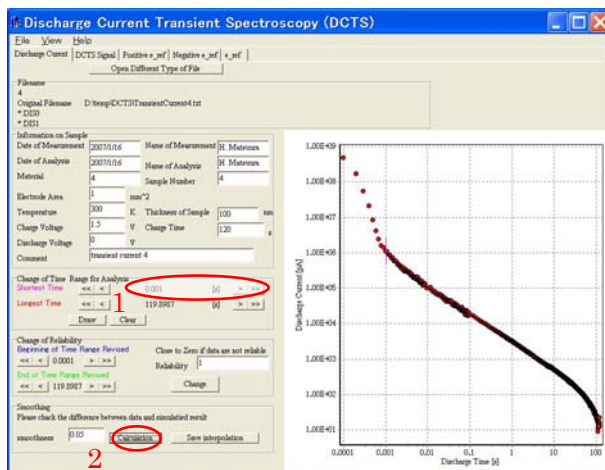 Discharge Current Transient Spectroscopy (DCTS)
File View Help
Discharge Current DCTS Signal Positive e_ref Negative e_ref e_ref
Open Different Type of File
Filename
4
Original Filename D:\temp\DCTS\TransientCurrent4.txt
*.DIS0
*.DIS1
Information on Sample
Date of Measurement 2007/1/16 Name of Measurement H. Matsuura
Date of Analysis 2007/1/16 Name of Analysis H. Matsuura
Material 4 Sample Number 4
Electrode Area 1 mm^2
Temperature 300 K Thickness of Sample 100 nm
Charge Voltage 1.5 V Charge Time 120 s
Discharge Voltage 0 V
Comment transient current 4
Change of Time Range for Analysis
Shortest Time << < 0.001 [s] > >>
1
Longest Time << < 119.8987 [s] > >>
Draw Clear
Change of Reliability
Beginning of Time Range Revised Close to Zero if data are not reliable
<< < 0.0001 > >> Reliability 1
End of Time Range Revised
<< < 119.8987 > >> Change
Smoothing
Please chack the difference between data and simulatied result
smoothness 0.05 Calculation Save interpolation
2
1.00E+09
1.00E+08
1.00E+07
1.00E+06
1.00E+05
1.00E+04
1.00E+03
1.00E+02
1.00E+01
Discharge Current [pA]
0.0001 0.001 0.01 0.1 1 10 100
Discharge Time [s]